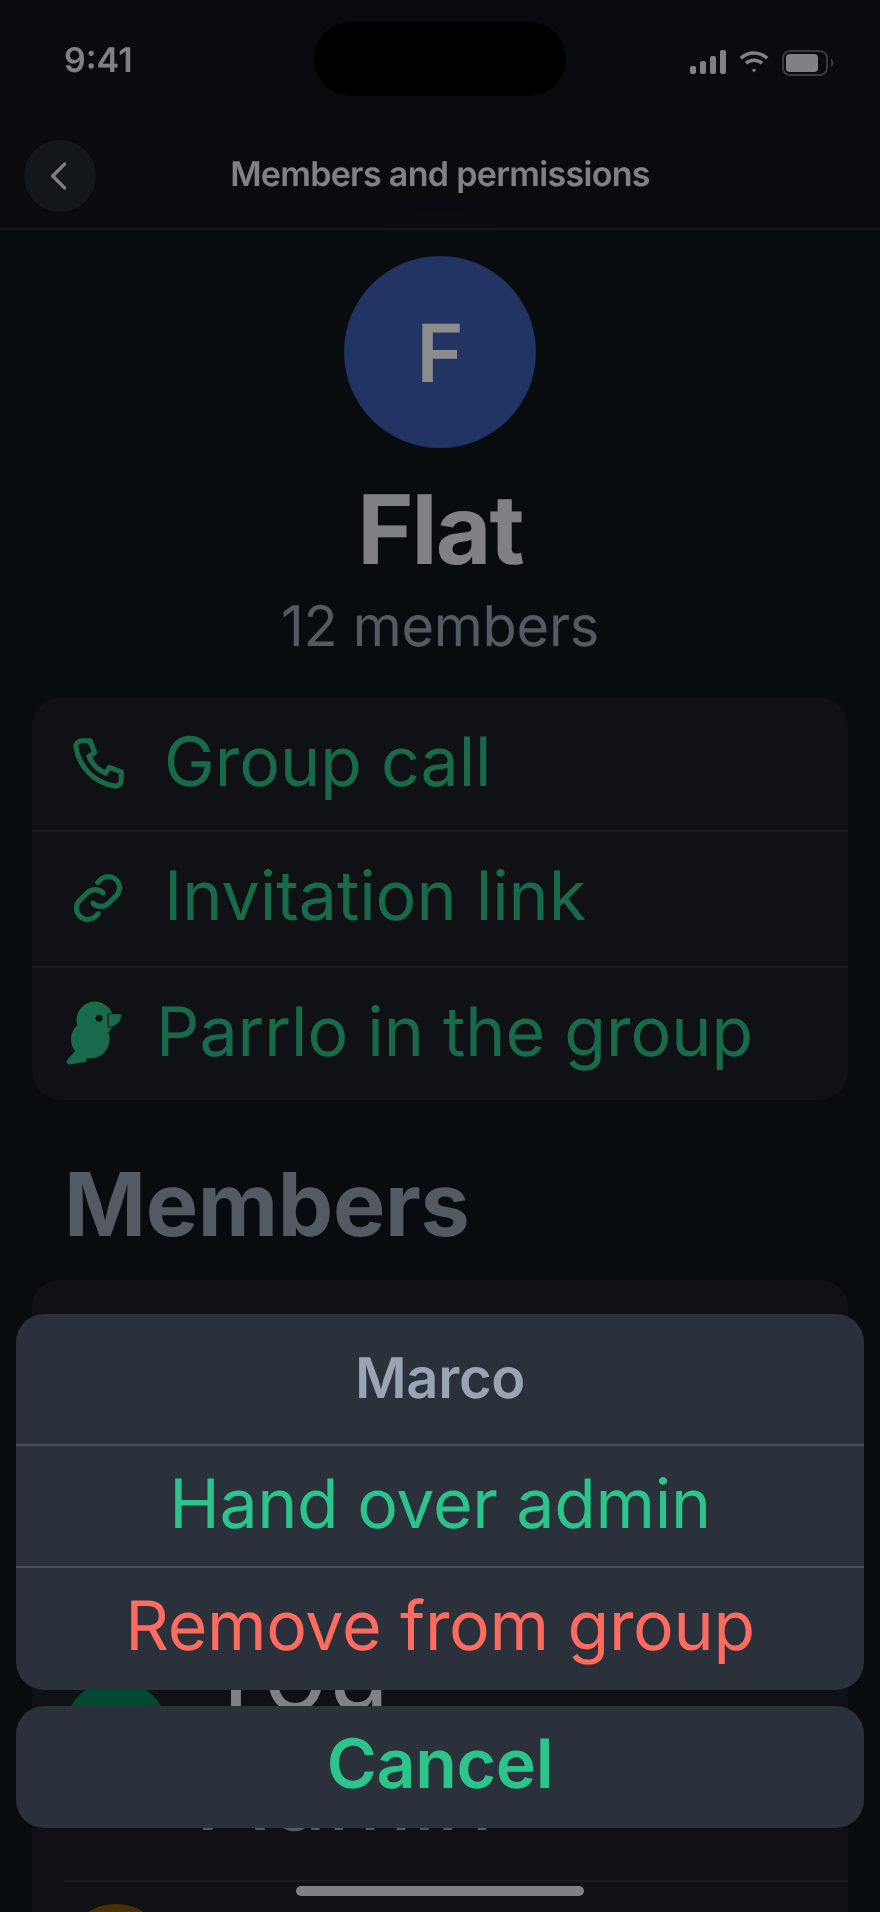 9:41
Members and permissions
F
Flat
12 members
Group call
Invitation link
Parrlo in the group
Members
Marco
Hand over admin
Remove from group
Cancel